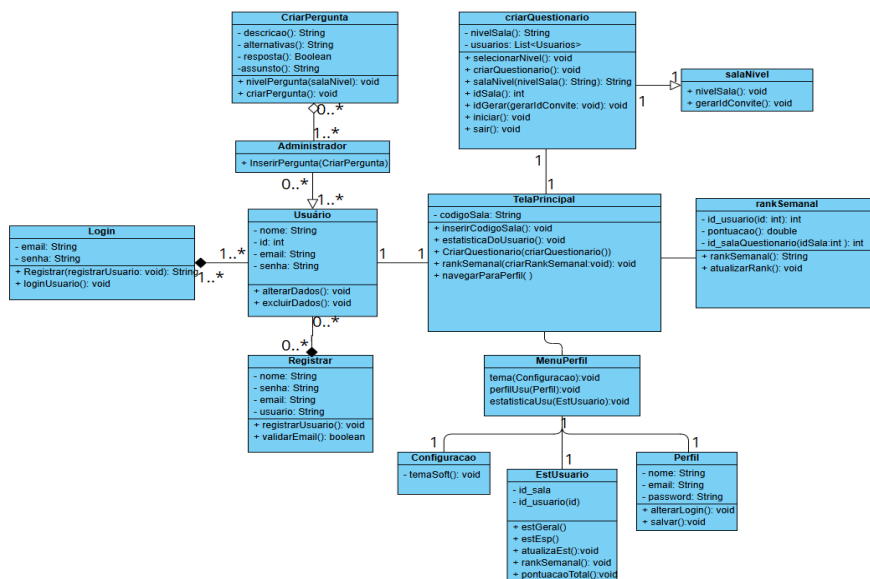 CriarPergunta
- descricao(): String
- alternativas(): String
- resposta(): Boolean
-assunsto(): String
+ nivelPergunta(salaNivel): void
+ criarPergunta(): void
0..*
1..*
Administrador
+ InserirPergunta(CriarPergunta)
0..*
1..*
Usuário
- nome: String
- id: int
- email: String
- senha: String
+ alterarDados(): void
+ excluirDados(): void
Login
- email: String
- senha: String
+ Registrar(registrarUsuario: void): String
+ loginUsuario(): void
1..*
1..*
0..*
0..*
Registrar
- nome: String
- senha: String
- email: String
- usuario: String
+ registrarUsuario(): void
+ validarEmail(): boolean
criarQuestionario
- nivelSala(): String
- usuarios: List<Usuarios>
+ selecionarNivel(): void
+ criarQuestionario(): void
+ salaNivel(nivelSala(): String): String
+ idSala(): int
+ idGerar(gerarIdConvite: void): void
+ iniciar(): void
+ sair(): void
1
1
salaNivel
+ nivelSala(): void
+ gerarIdConvite(): void
1
1
1
1
TelaPrincipal
- codigoSala: String
+ inserirCodigoSala(): void
+ estatisticaDoUsuario(): void
+ CriarQuestionario(criarQuestionario())
+ rankSemanal(criarRankSemanal:void): void
+ navegarParaPerfil( )
rankSemanal
- id_usuario(id: int): int
- pontuacao(): double
- id_salaQuestionario(idSala:int ): int
+ rankSemanal(): String
+ atualizarRank(): void
MenuPerfil
tema(Configuracao):void
perfilUsu(Perfil):void
estatisticaUsu(EstUsuario):void
1
1
1
1
Configuracao
- temaSoft(): void
EstUsuario
- id_sala
- id_usuario(id)
+ estGeral()
+ estEsp()
+ atualizaEst():void
+ rankSemanal(): void
+ pontuacaoTotal():void
Perfil
- nome: String
- email: String
- password: String
+ alterarLogin(): void
+ salvar():void